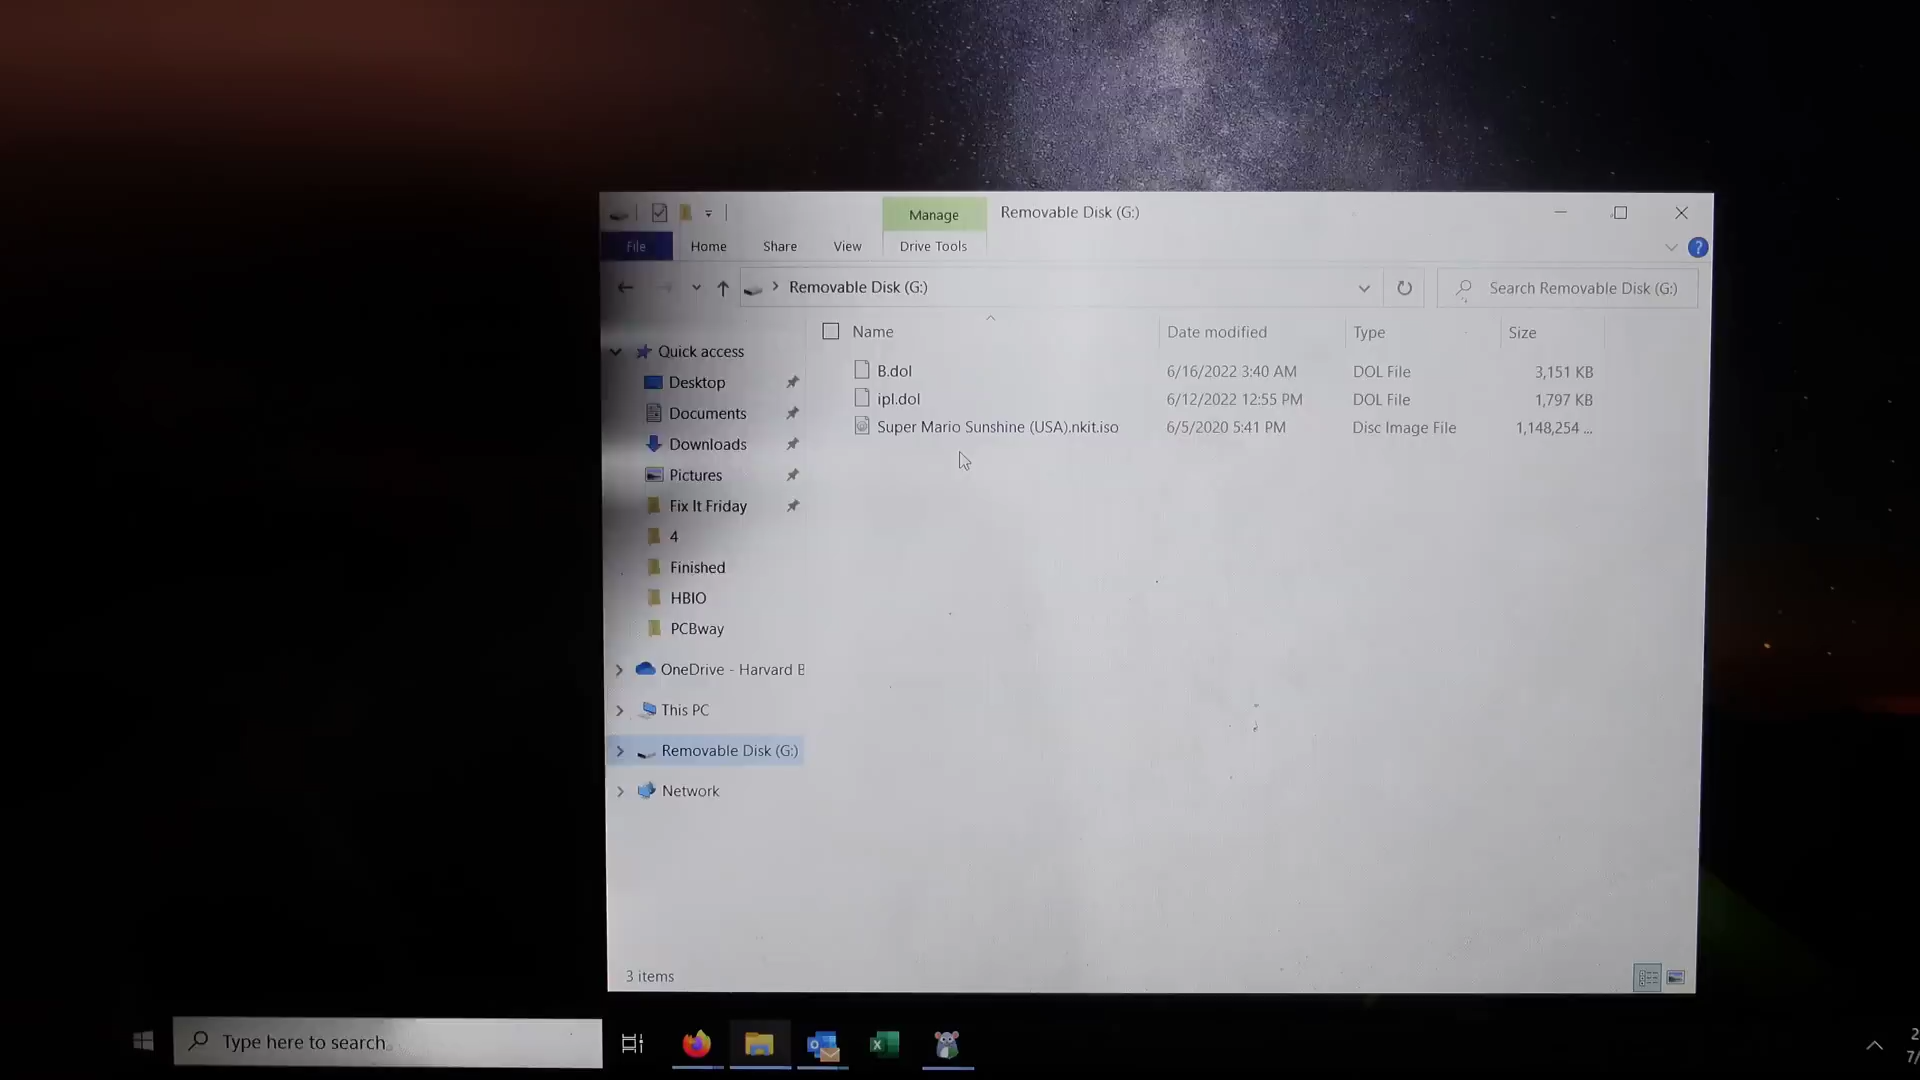 Manage
Removable Disk (G:)
File
Home
Share
View
Drive Tools
?
Removable Disk (G:)
Search Removable Disk (G:)
Name
Date modified
Type
Size
Quick access
Desktop
Documents
Downloads
Pictures
Fix It Friday
4
Finished
HBIO
PCBway
OneDrive - Harvard B
This PC
Removable Disk (G:)
Network
B.dol 6/16/2022 3:40 AM DOL File 3,151 KB
ipl.dol 6/12/2022 12:55 PM DOL File 1,797 KB
Super Mario Sunshine (USA).nkit.iso 6/5/2020 5:41 PM Disc Image File 1,148,254 ...
3 items
Type here to search
2
7/